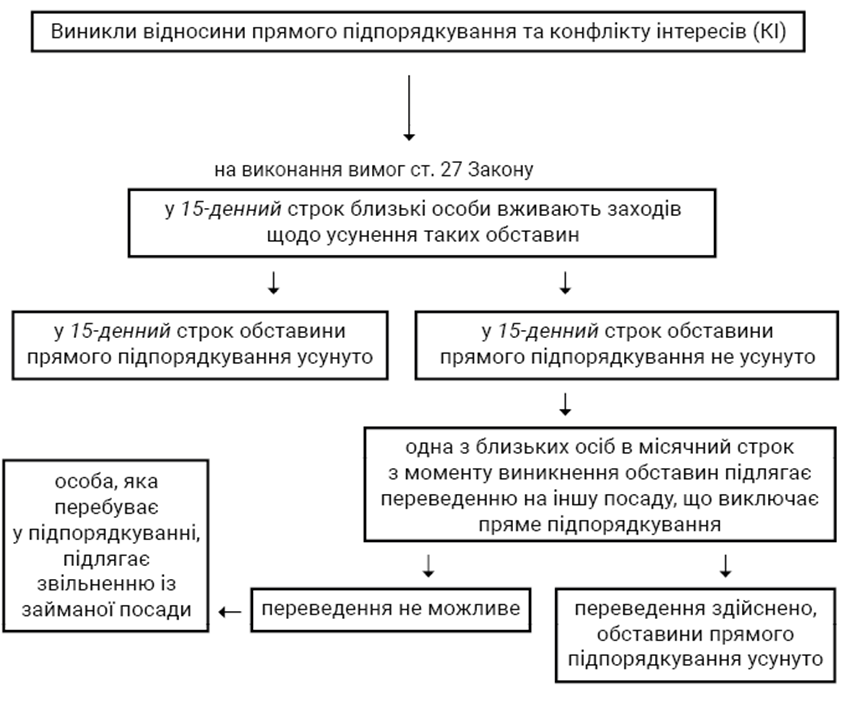 Виникли відносини прямого підпорядкування та конфлікту інтересів (КІ)
на виконання вимог ст. 27 Закону
у 15-денний строк близькі особи вживають заходів
щодо усунення таких обставин
у 15-денний строк обставини
прямого підпорядкування усунуто
у 15-денний строк обставини
прямого підпорядкування не усунуто
одна з близьких осіб в місячний строк
з моменту виникнення обставин підлягає
переведенню на іншу посаду, що виключає
пряме підпорядкування
переведення не можливе
особа, яка
перебуває
у підпорядкуванні,
підлягає
звільненню із
займаної посади
переведення здійснено,
обставини прямого
підпорядкування усунуто